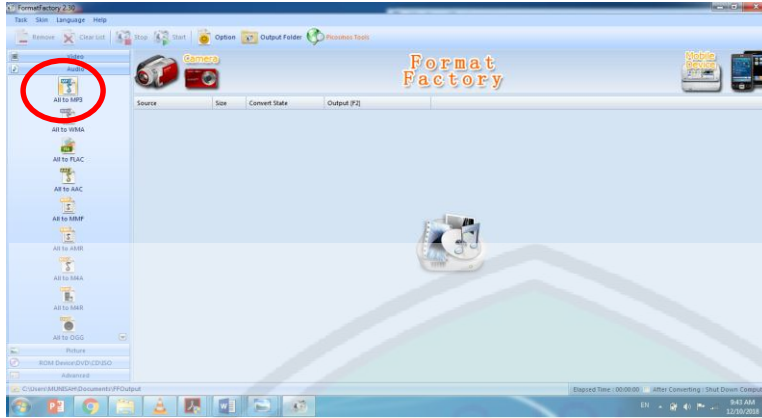 FormatFactory 2.30
Task Skin Language Help
Remove Clear List Stop Start Option Output Folder Picosmos Tools
Video
Audio
All to MP3
All to WMA
All to FLAC
All to AAC
All to MMF
All to AMR
All to M4A
All to M4R
All to OGG
Picture
ROM Device\DVD\CD\ISO
Advanced
Camera
Format
Factory
Mobile
Device
Source Size Convert State Output [F2]
C:\Users\MUNISAH\Documents\FFOutput
Elapsed Time : 00:00:00 After Converting : Shut Down Comput
EN
9:43 AM
12/10/2018